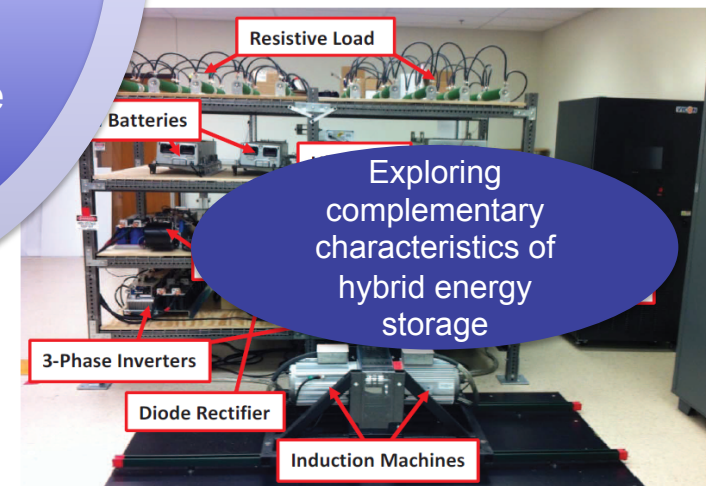 Resistive Load
Batteries
Exploring
complementary
characteristics of
hybrid energy
storage
3-Phase Inverters
Diode Rectifier
Induction Machines